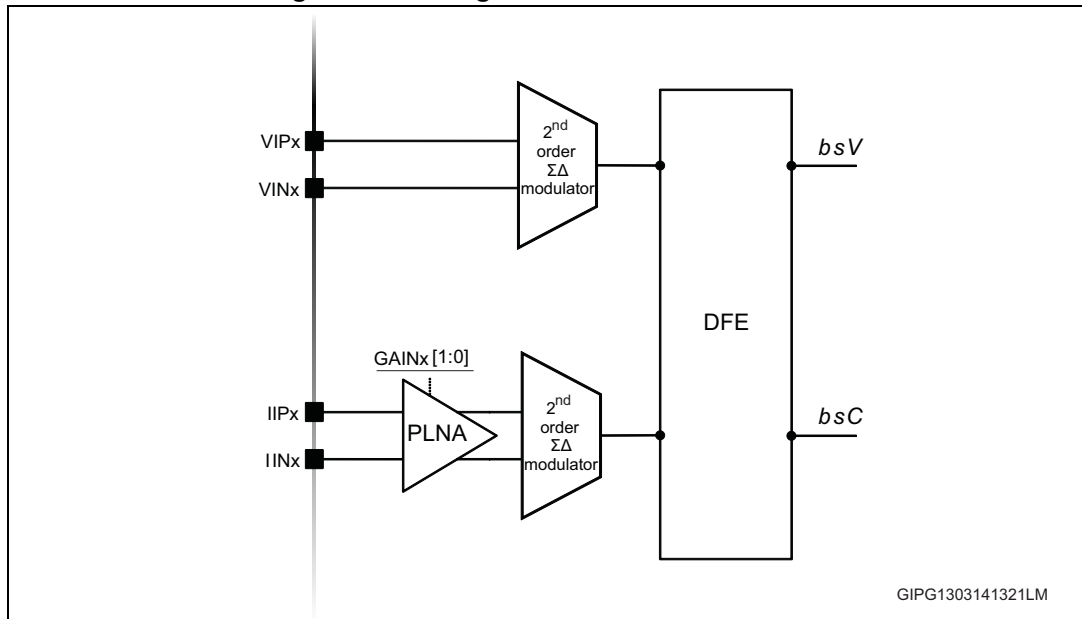 VIPx
VINx
2nd
order
ΣΔ
modulator
bsV
DFE
GAINx [1:0]
IIPx
IINx
PLNA
2nd
order
ΣΔ
modulator
bsC
GIPG1303141321LM